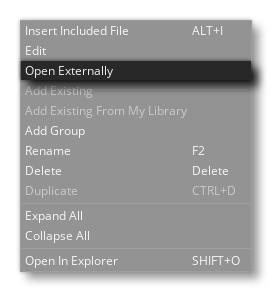 Insert Included File ALT+I
Edit
Open Externally
Add Existing
Add Existing From My Library
Add Group
Rename F2
Delete Delete
Duplicate CTRL+D
Expand All
Collapse All
Open In Explorer SHIFT+O